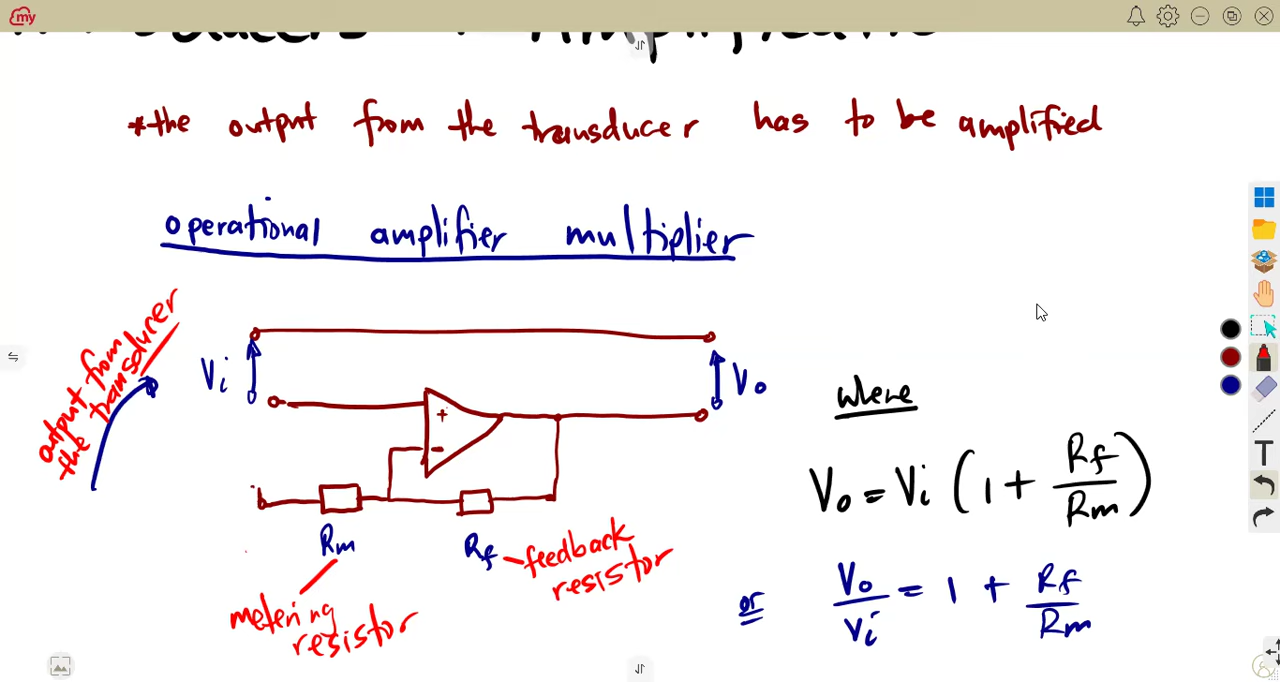 my
*the output from the transducer has to be amplified
operational amplifier multiplier
output from
the transducer
Vi
Vo
+
-
Rm
Rf - feedback
resistor
metering
resistor
where
Vo = Vi (1 + Rf/Rm)
or
Vo/Vi = 1 + Rf/Rm
T